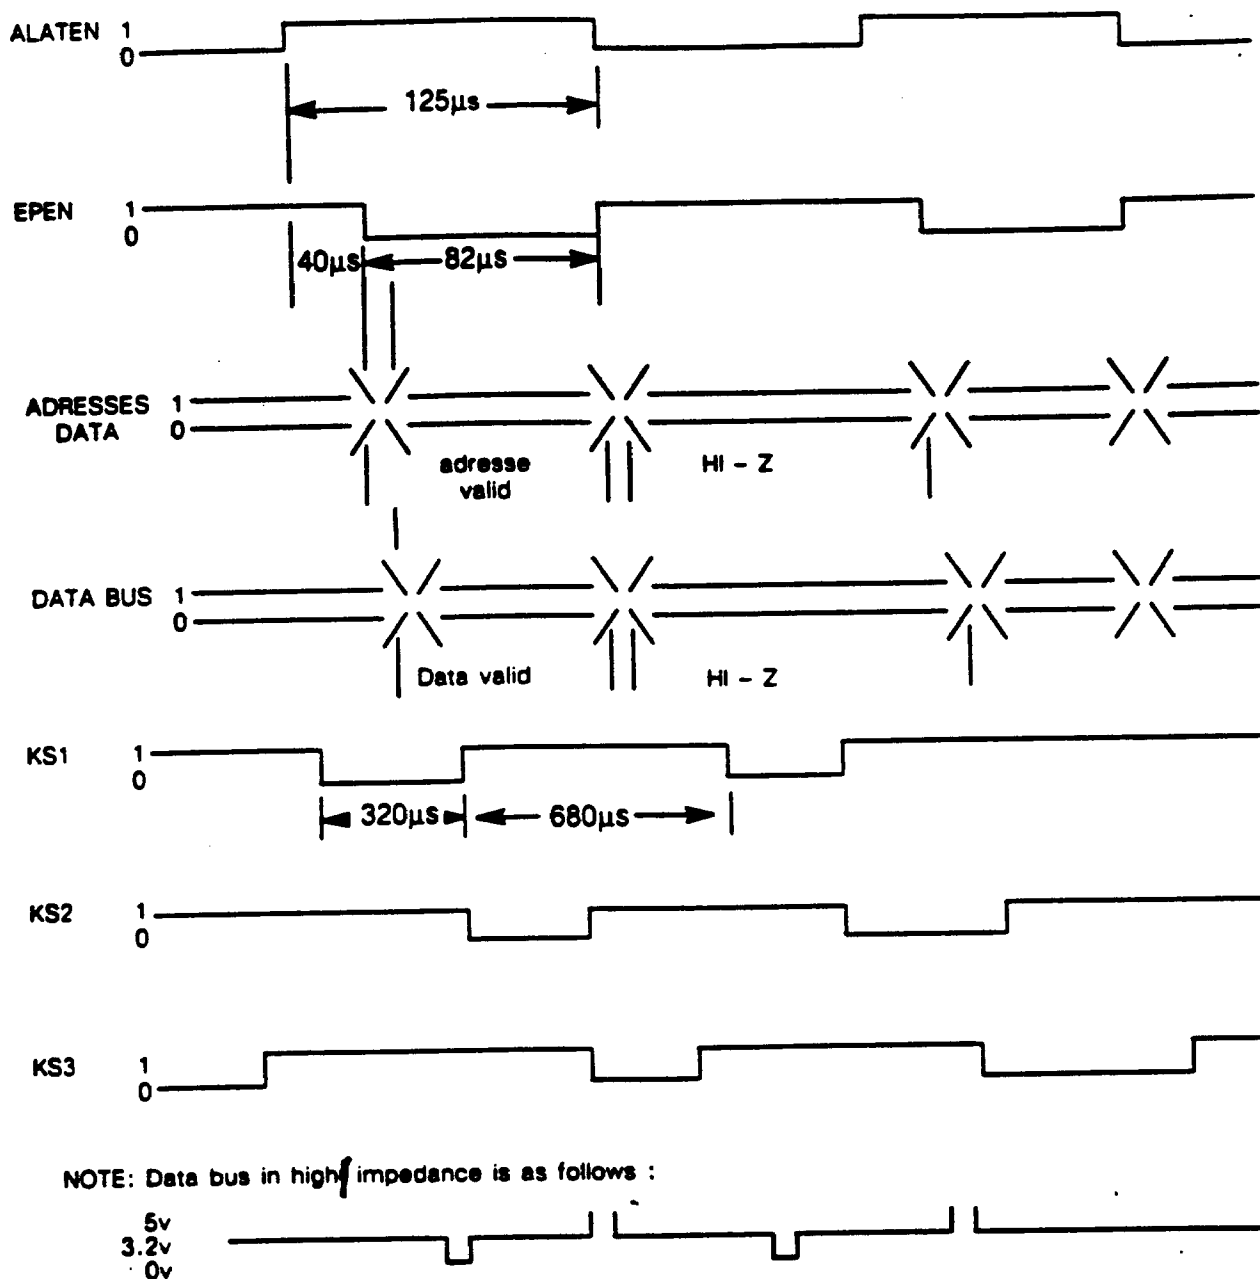 ALATEN 1
0
125µs
EPEN 1
0
40µs 82µs
ADRESSES 1
DATA 0
adresse
valid
HI - Z
DATA BUS 1
0
Data valid
HI - Z
KS1 1
0
320µs 680µs
KS2 1
0
KS3 1
0
NOTE: Data bus in high impedance is as follows :
5v
3.2v
0v